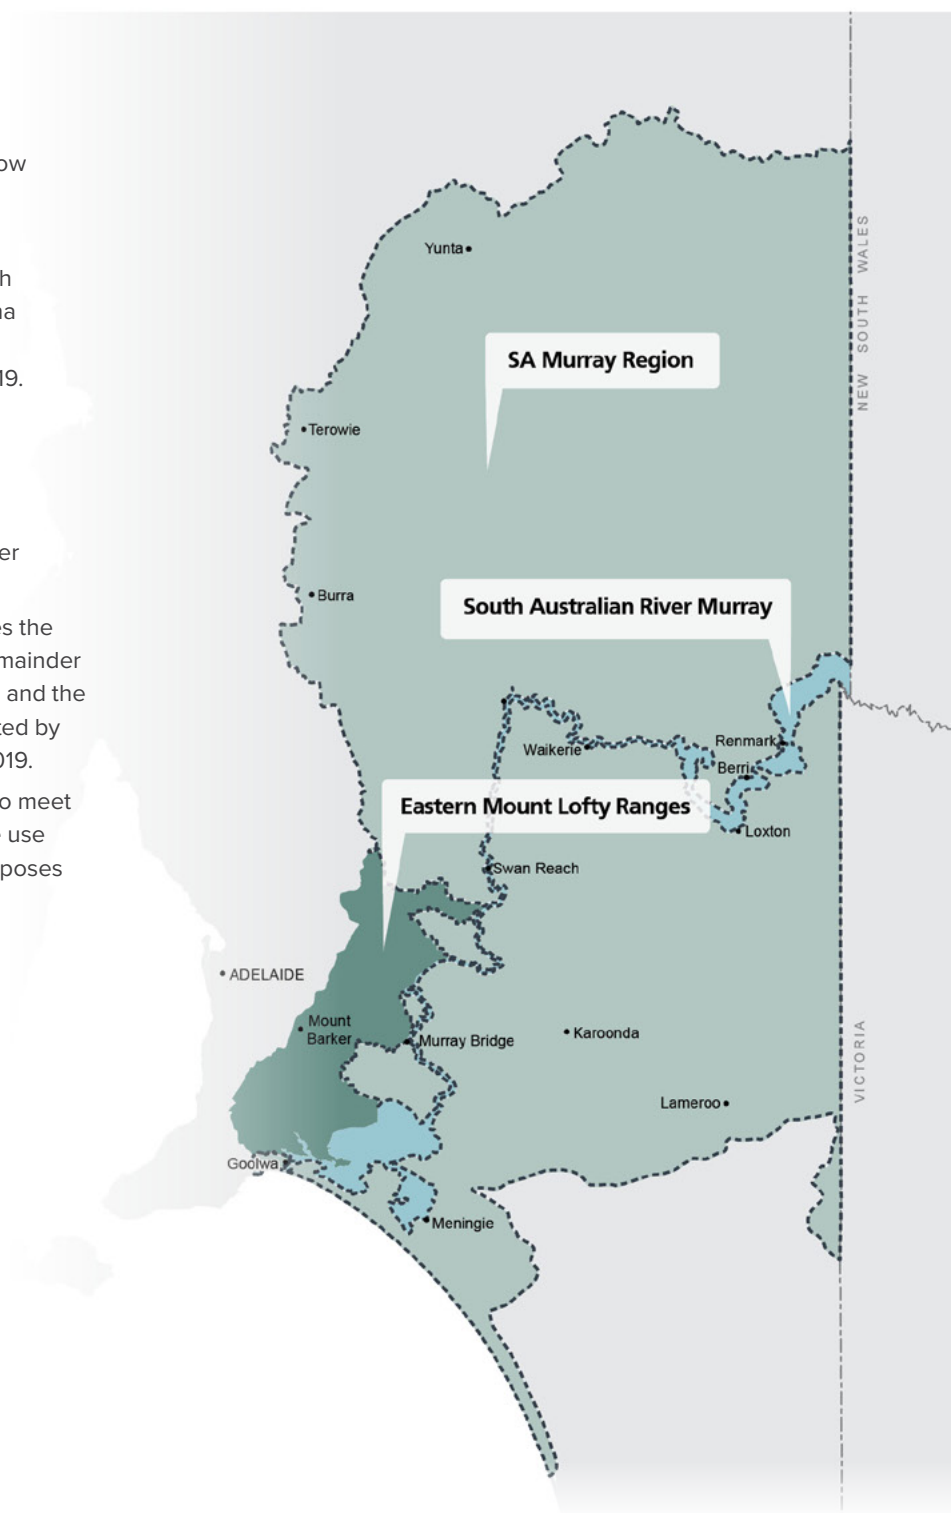 ow
h
na
19.
er
es the
mainder
and the
ted by
019.
o meet
use
poses
Yunta
SA Murray Region
NEW SOUTH WALES
Terowie
Burra
South Australian River Murray
Renmark
Waikerie
Berri
Eastern Mount Lofty Ranges
Loxton
Swan Reach
ADELAIDE
Mount
Barker
Murray Bridge
Karoonda
VICTORIA
Lameroo
Goolwa
Meningie